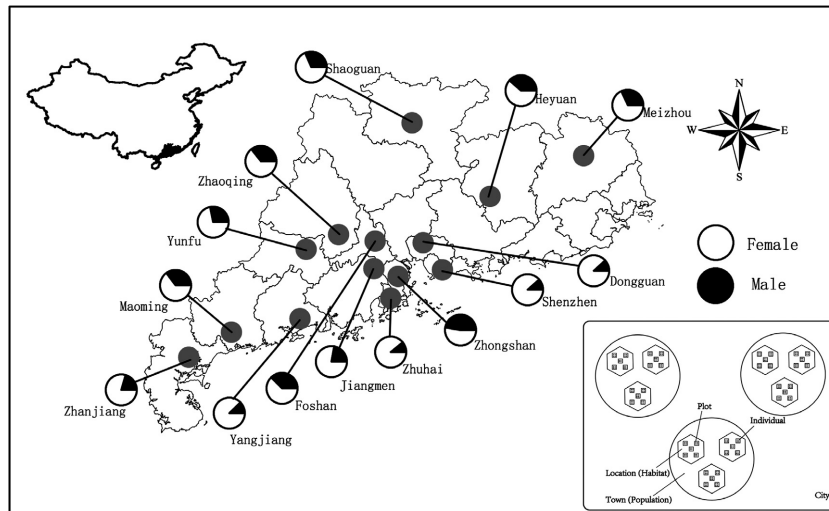 Shaoguan
Heyuan
Meizhou
N
W E
S
Zhaoqing
Yunfu
Female
Dongguan
Male
Shenzhen
Maoming
Zhongshan
Zhuhai
Jiangmen
Foshan
Zhanjiang
Yangjiang
Plot
Individual
Location (Habitat)
Town (Population)
City